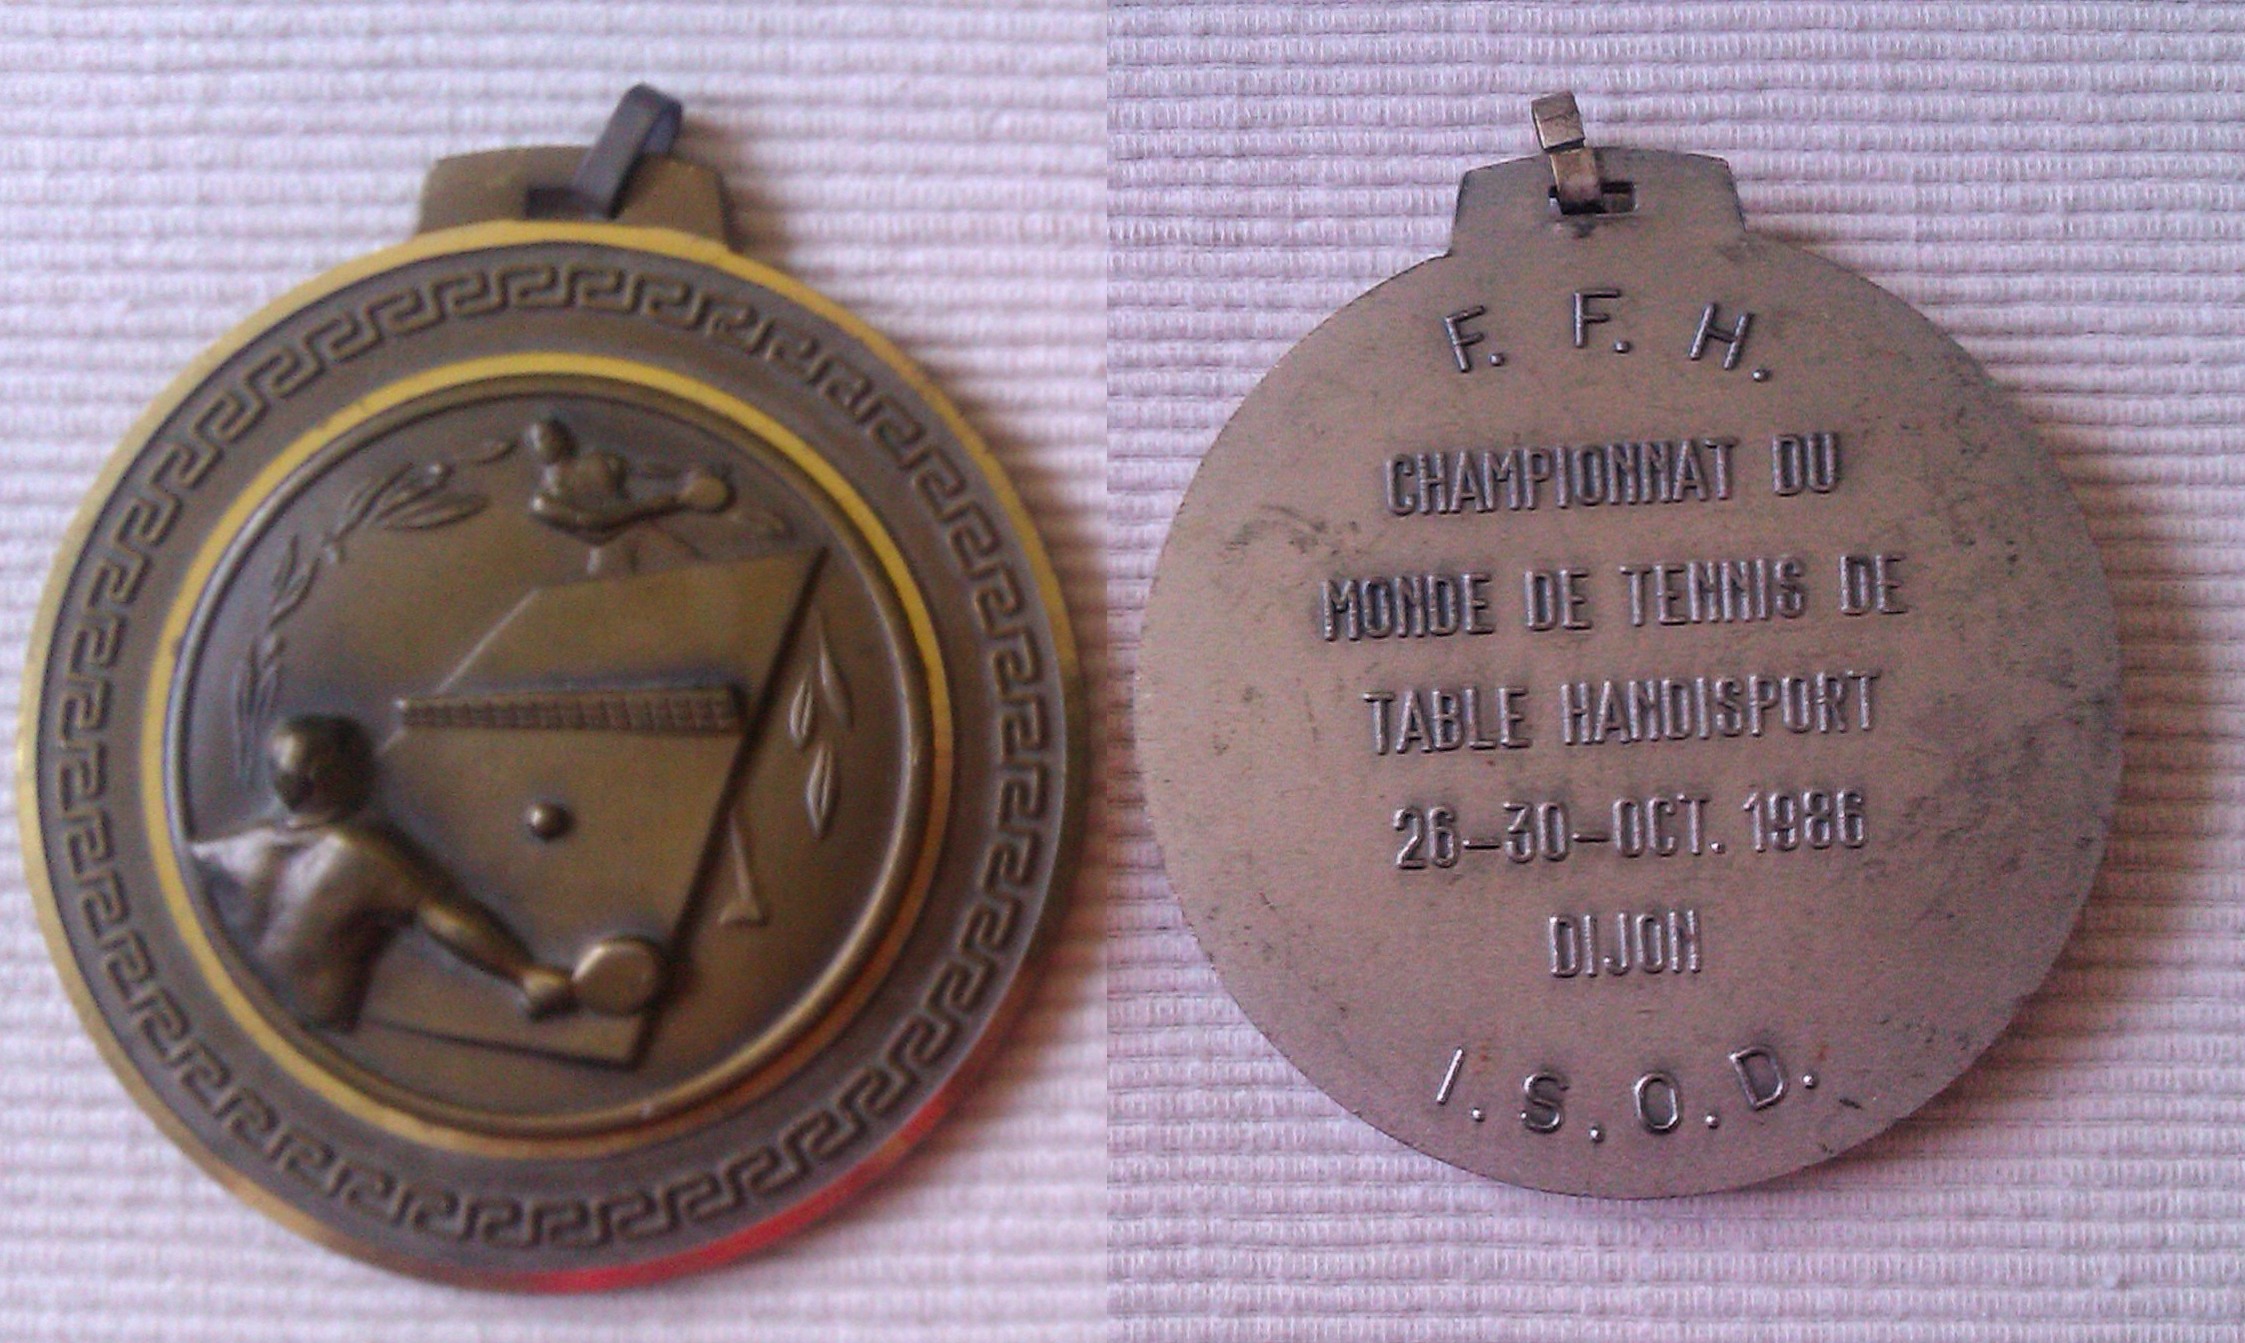 F. F. H.
CHAMPIONNAT DU
MONDE DE TENNIS DE
TABLE HANDISPORT
26-30-OCT. 1986
DIJON
I.S.O.D.